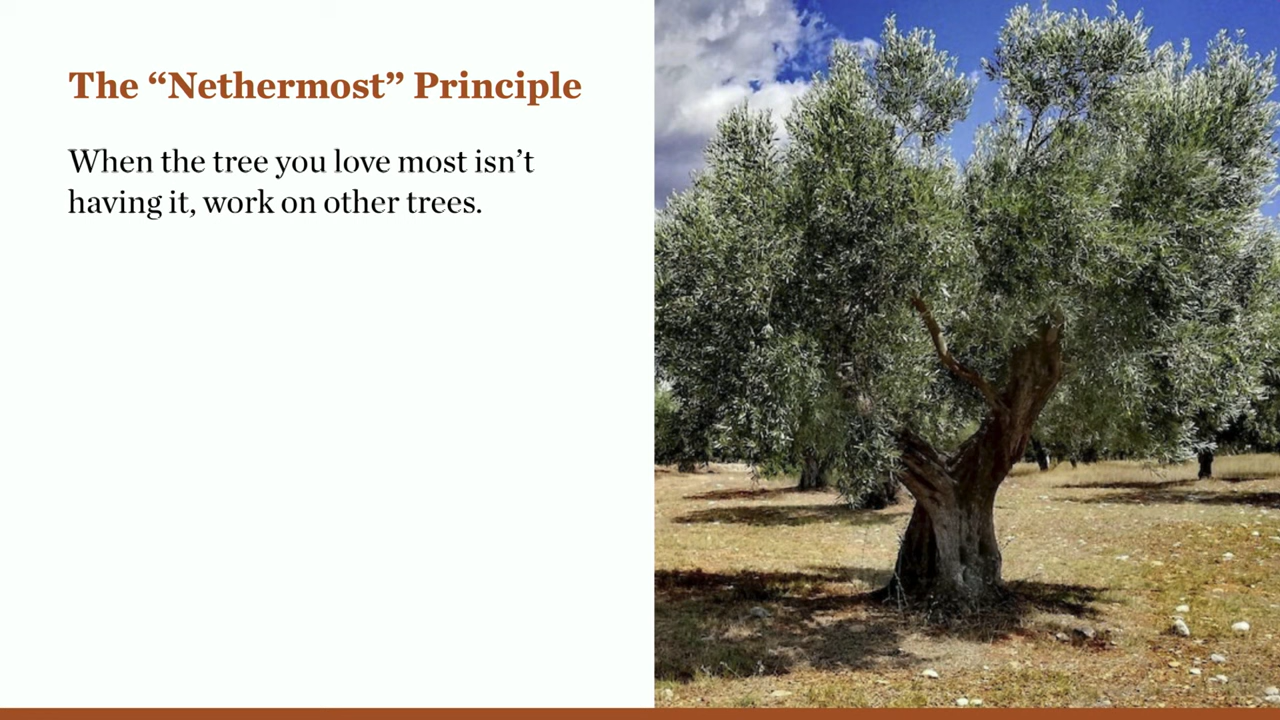 The “Nethermost” Principle
When the tree you love most isn’t
having it, work on other trees.